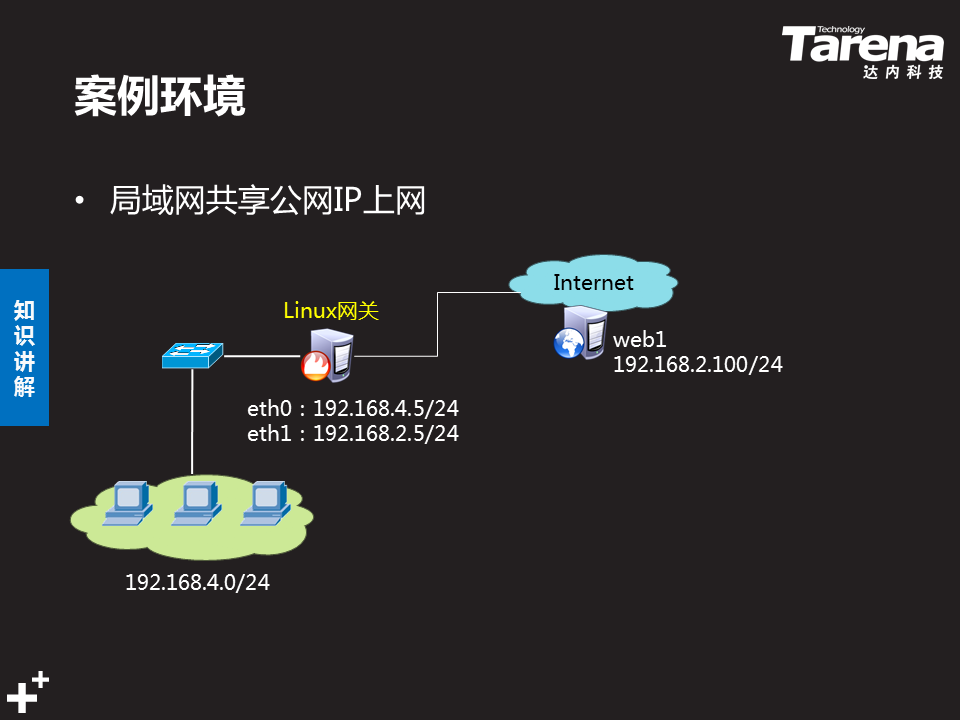 Technology
Tarena
达内科技
案例环境
• 局域网共享公网IP上网
知识讲解
Internet
Linux网关
web1
192.168.2.100/24
eth0：192.168.4.5/24
eth1：192.168.2.5/24
192.168.4.0/24